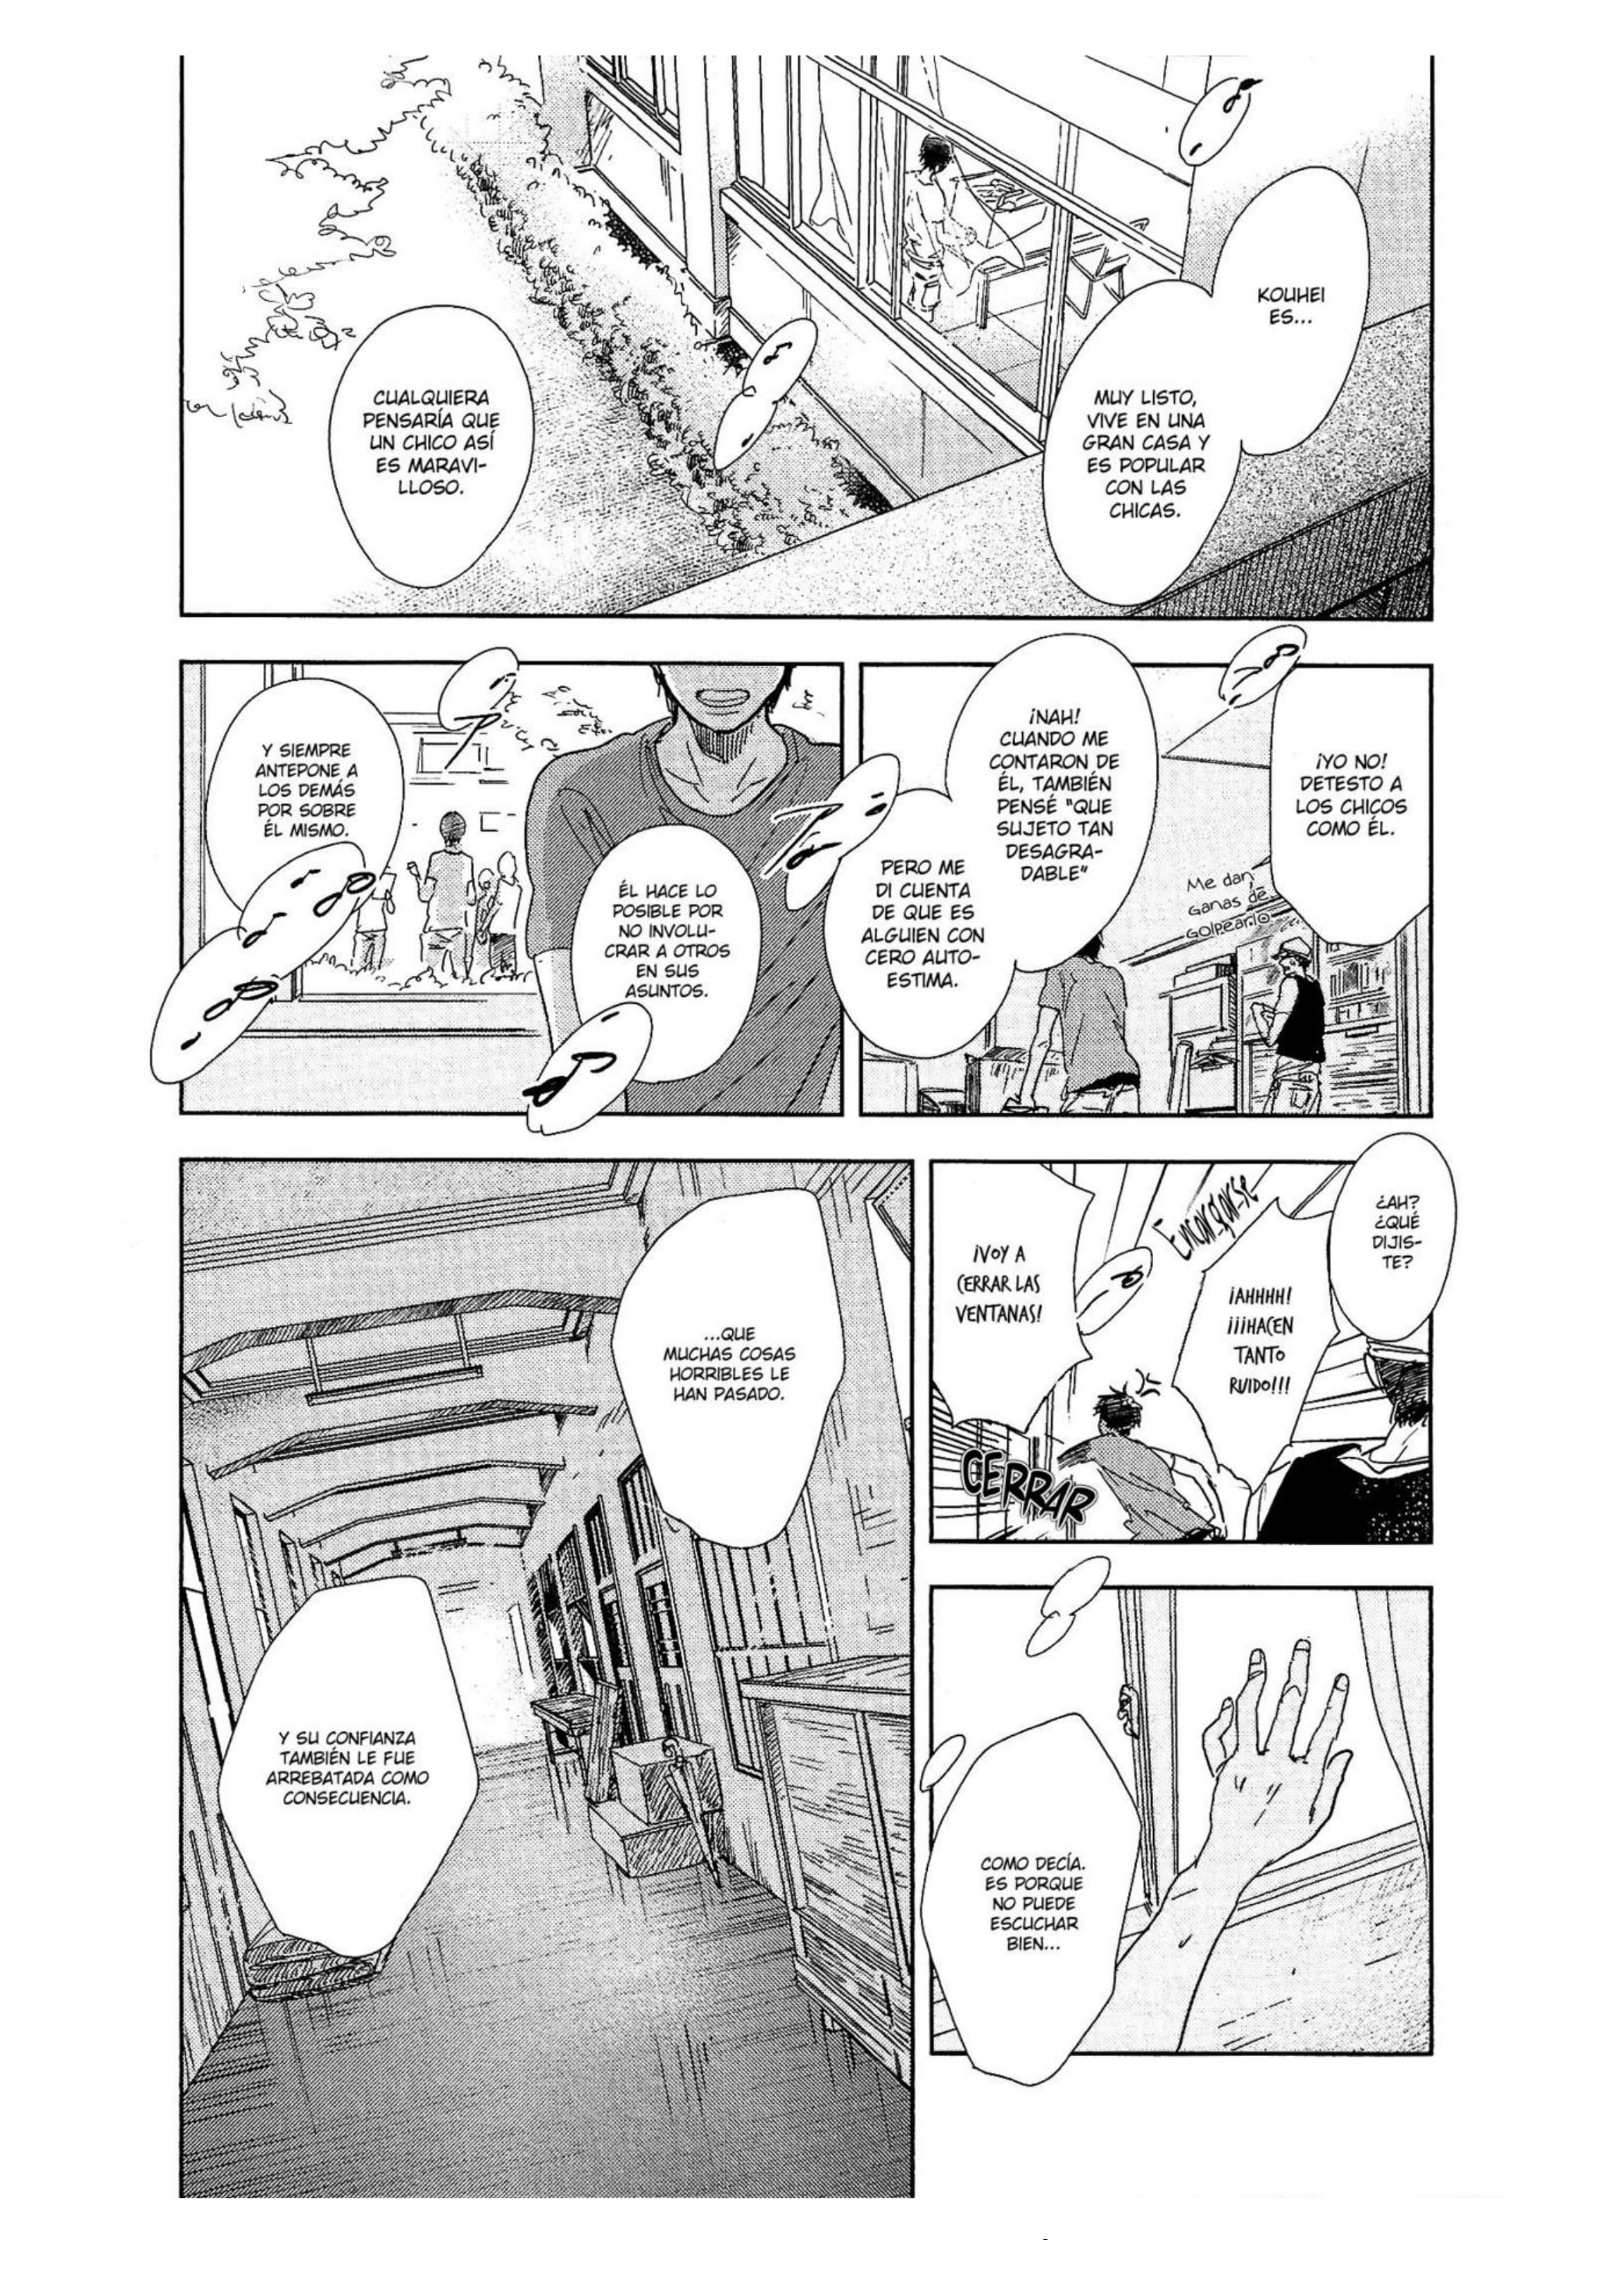 KOUHEI
ES...
MUY LISTO,
VIVE EN UNA
GRAN CASA Y
ES POPULAR
CON LAS
CHICAS.
CUALQUIERA
PENSARÍA QUE
UN CHICO ASÍ
ES MARAVI-
LLOSO.
¡YO NO!
DETESTO A
LOS CHICOS
COMO ÉL.
Me dan
Ganas de
GOLPearlo
¡NAH!
CUANDO ME
CONTARON DE
ÉL, TAMBIÉN
PENSÉ "QUE
SUJETO TAN
DESAGRA-
DABLE"
PERO ME
DI CUENTA
DE QUE ES
ALGUIEN CON
CERO AUTO-
ESTIMA.
ÉL HACE LO
POSIBLE POR
NO INVOLU-
CRAR A OTROS
EN SUS
ASUNTOS.
Y SIEMPRE
ANTEPONE A
LOS DEMÁS
POR SOBRE
ÉL MISMO.
¿AH?
¿QUÉ
DIJIS-
TE?
Encorvarse
¡AHHHH!
¡¡¡HACEN
TANTO
RUIDO!!!
¡VOY A
CERRAR LAS
VENTANAS!
CERRAR
COMO DECÍA.
ES PORQUE
NO PUEDE
ESCUCHAR
BIEN...
...QUE
MUCHAS COSAS
HORRIBLES LE
HAN PASADO.
Y SU CONFIANZA
TAMBIÉN LE FUE
ARREBATADA COMO
CONSECUENCIA.